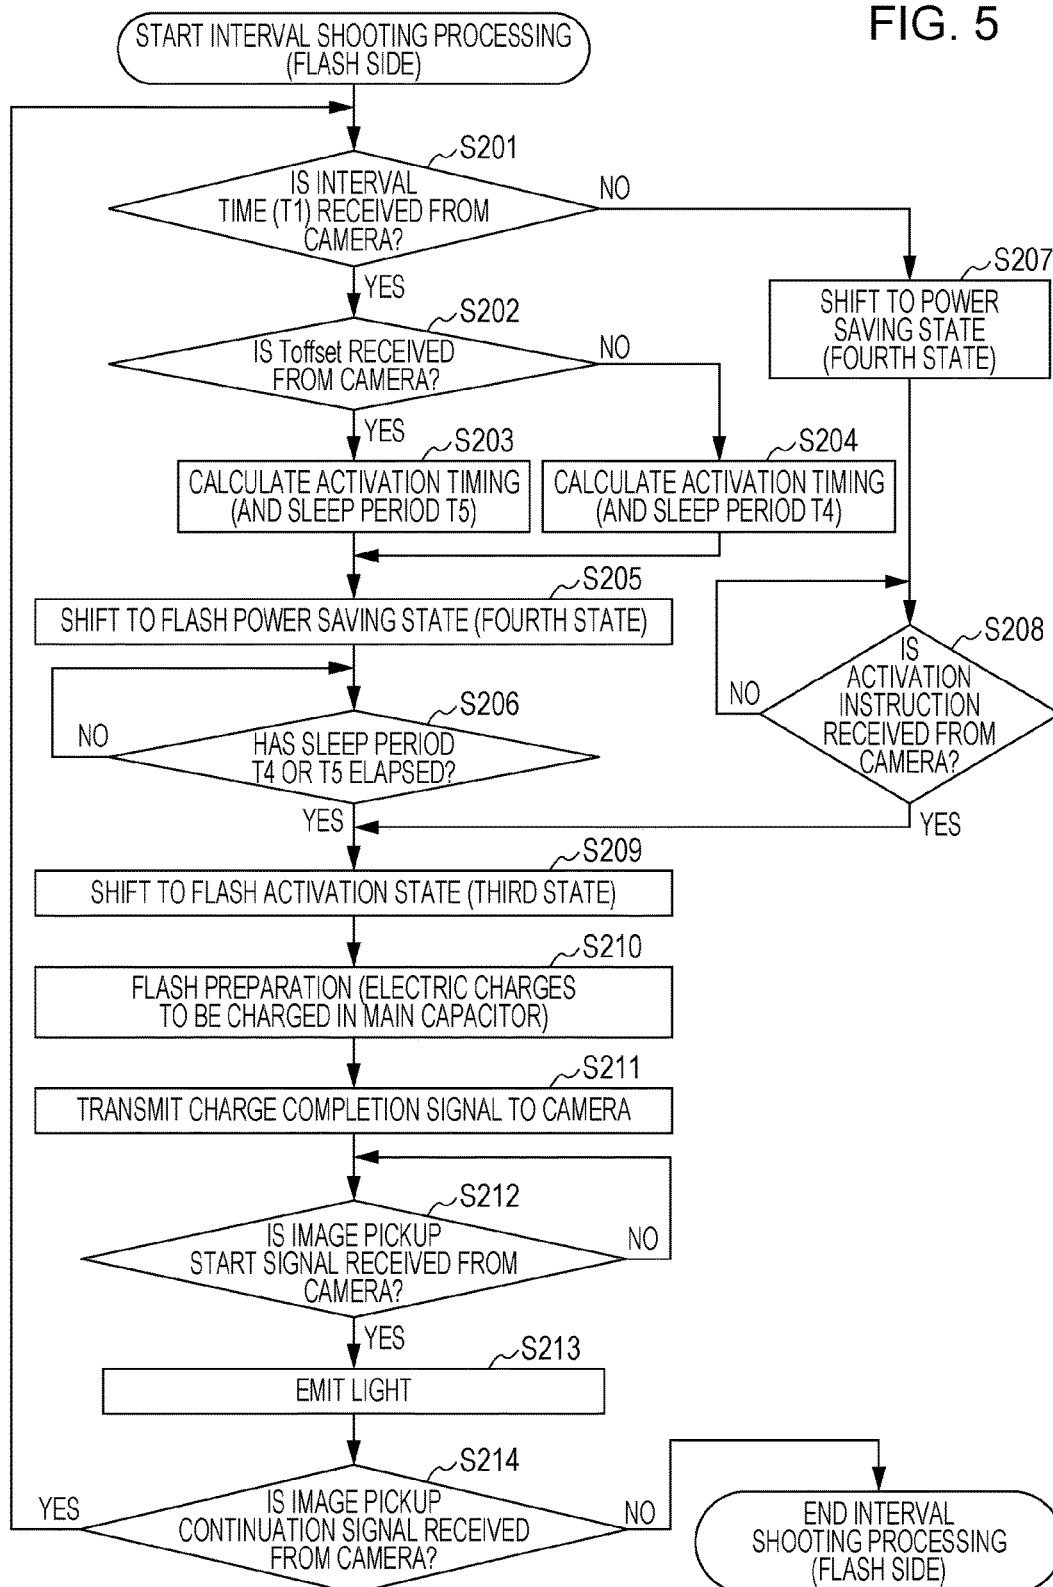 FIG. 5
START INTERVAL SHOOTING PROCESSING
(FLASH SIDE)
S201
IS INTERVAL
TIME (T1) RECEIVED FROM
CAMERA?
NO
YES
S207
SHIFT TO POWER
SAVING STATE
(FOURTH STATE)
S202
IS Toffset RECEIVED
FROM CAMERA?
NO
YES
S203
CALCULATE ACTIVATION TIMING
(AND SLEEP PERIOD T5)
S204
CALCULATE ACTIVATION TIMING
(AND SLEEP PERIOD T4)
S205
SHIFT TO FLASH POWER SAVING STATE (FOURTH STATE)
S208
IS
ACTIVATION
INSTRUCTION
RECEIVED FROM
CAMERA?
NO
YES
S206
HAS SLEEP PERIOD
T4 OR T5 ELAPSED?
NO
YES
S209
SHIFT TO FLASH ACTIVATION STATE (THIRD STATE)
S210
FLASH PREPARATION (ELECTRIC CHARGES
TO BE CHARGED IN MAIN CAPACITOR)
S211
TRANSMIT CHARGE COMPLETION SIGNAL TO CAMERA
S212
IS IMAGE PICKUP
START SIGNAL RECEIVED FROM
CAMERA?
NO
YES
S213
EMIT LIGHT
S214
IS IMAGE PICKUP
CONTINUATION SIGNAL RECEIVED
FROM CAMERA?
YES
NO
END INTERVAL
SHOOTING PROCESSING
(FLASH SIDE)